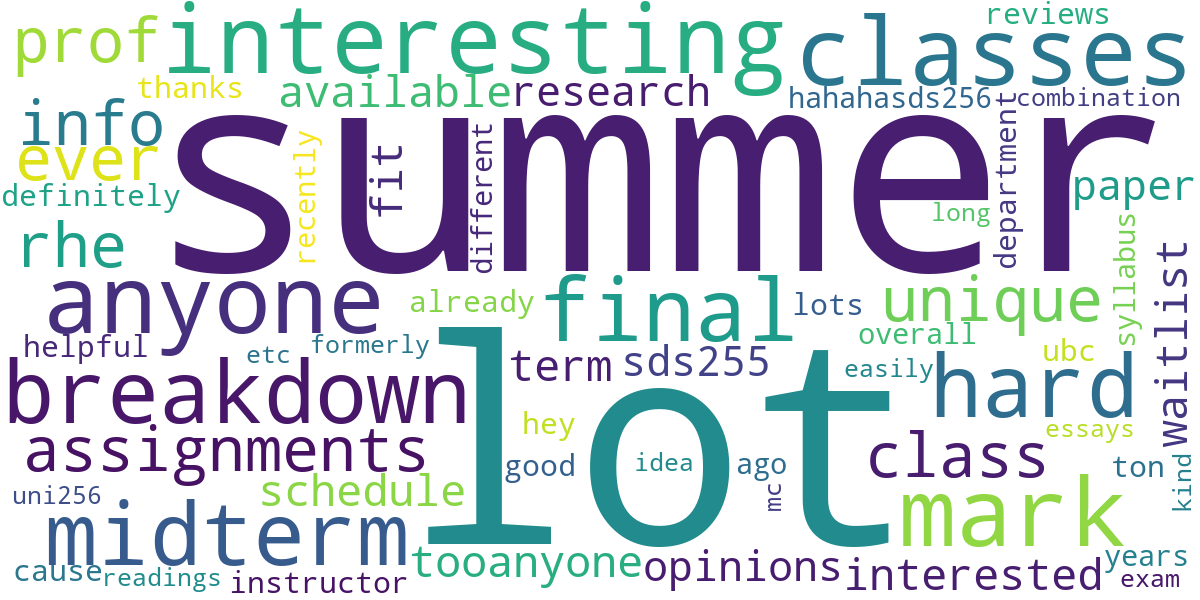 prof
interesting
classes
reviews
thanks
available
research
hahahasds256
combination
info
summer
ever
recently
fit
different
department
paper
definitely
long
rhe
syllabus
waitlist
anyone
already
final
lots
unique
helpful
etc
formerly
lot
term
sds255
overall
ubc
easily
breakdown
hard
hey
essays
assignments
good
idea
ago
class
ton
kind
uni256
schedule
mc
mark
midterm
tooanyone
opinions
interested
years
cause
readings
instructor
exam